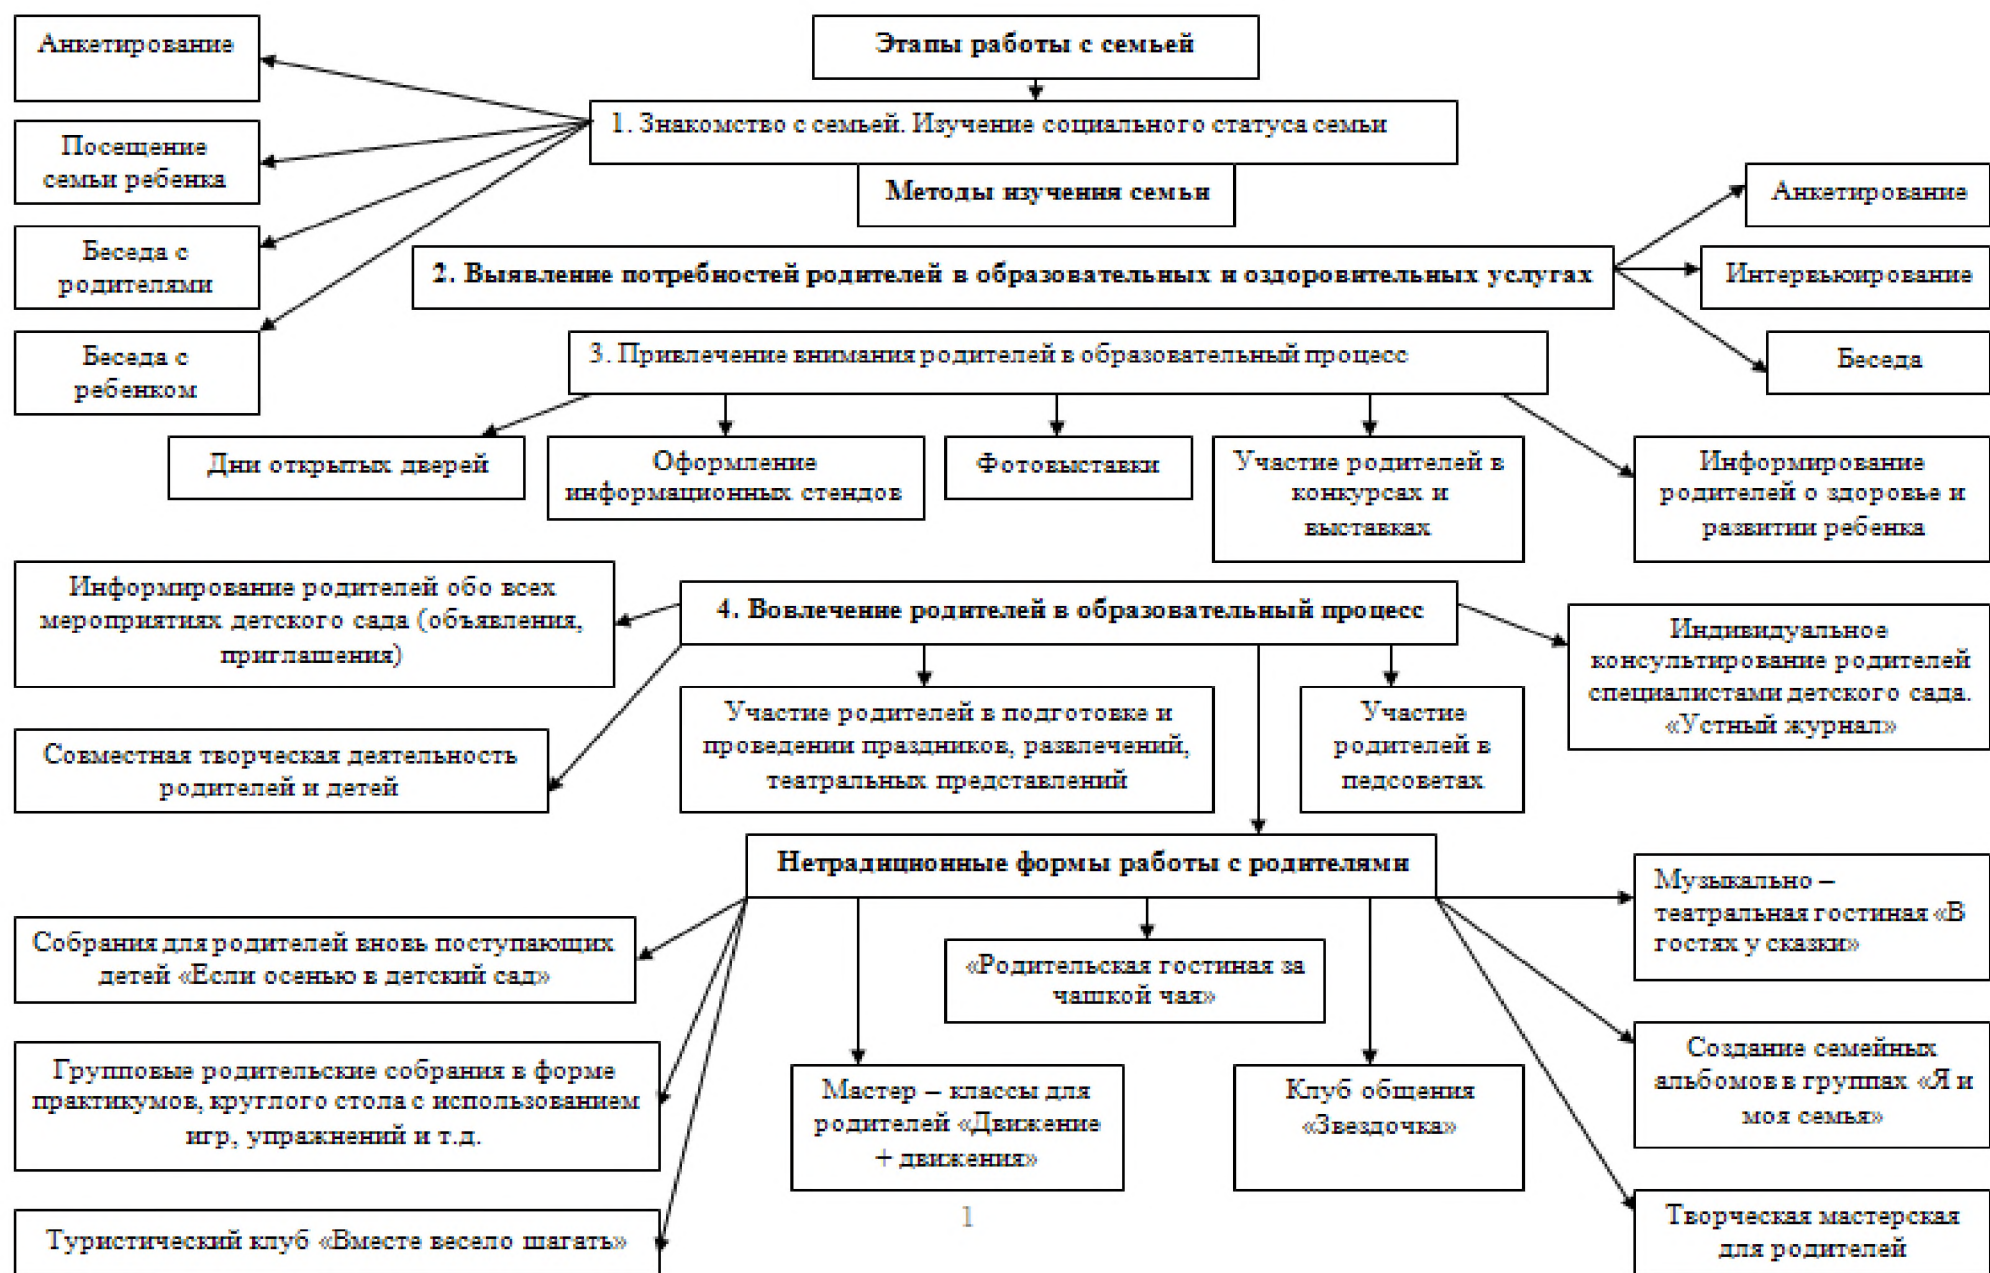 Этапы работы с семьей
1. Знакомство с семьей. Изучение социального статуса семьи
Анкетирование
Посещение
семьи ребенка
Беседа с
родителями
Беседа с
ребенком
Методы изучения семьи
2. Выявление потребностей родителей в образовательных и оздоровительных услугах
Анкетирование
Интервьюирование
Беседа
3. Привлечение внимания родителей в образовательный процесс
Дни открытых дверей
Оформление
информационных стендов
Фотовыставки
Участие родителей в
конкурсах и
выставках
Информирование
родителей о здоровье и
развитии ребенка
4. Вовлечение родителей в образовательный процесс
Информирование родителей обо всех
мероприятиях детского сада (объявления,
приглашения)
Совместная творческая деятельность
родителей и детей
Участие родителей в подготовке и
проведении праздников, развлечений,
театральных представлений
Участие
родителей в
педсоветах
Индивидуальное
консультирование родителей
специалистами детского сада.
«Устный журнал»
Нетрадиционные формы работы с родителями
Собрания для родителей вновь поступающих
детей «Если осенью в детский сад»
Групповые родительские собрания в форме
практикумов, круглого стола с использованием
игр, упражнений и т.д.
Туристический клуб «Вместе весело шагать»
Мастер – классы для
родителей «Движение
+ движения»
«Родительская гостиная за
чашкой чая»
Клуб общения
«Звездочка»
Музыкально –
театральная гостиная «В
гостях у сказки»
Создание семейных
альбомов в группах «Я и
моя семья»
Творческая мастерская
для родителей
1